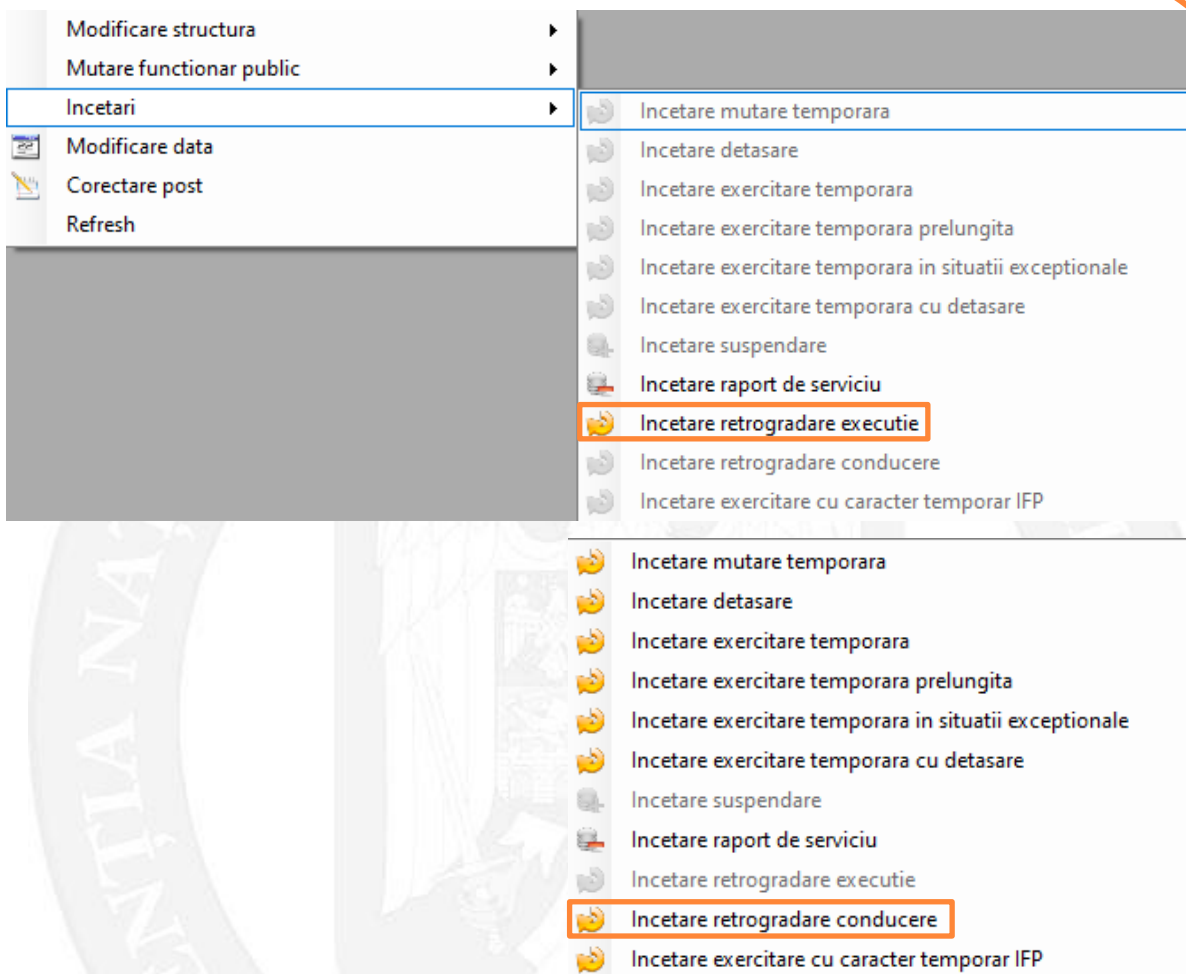 Modificare structura
Mutare functionar public
Incetari
Modificare data
Corectare post
Refresh
Incetare mutare temporara
Incetare detasare
Incetare exercitare temporara
Incetare exercitare temporara prelungita
Incetare exercitare temporara in situatii exceptionale
Incetare exercitare temporara cu detasare
Incetare suspendare
Incetare raport de serviciu
Incetare retrogradare executie
Incetare retrogradare conducere
Incetare exercitare cu caracter temporar IFP
Incetare mutare temporara
Incetare detasare
Incetare exercitare temporara
Incetare exercitare temporara prelungita
Incetare exercitare temporara in situatii exceptionale
Incetare exercitare temporara cu detasare
Incetare suspendare
Incetare raport de serviciu
Incetare retrogradare executie
Incetare retrogradare conducere
Incetare exercitare cu caracter temporar IFP